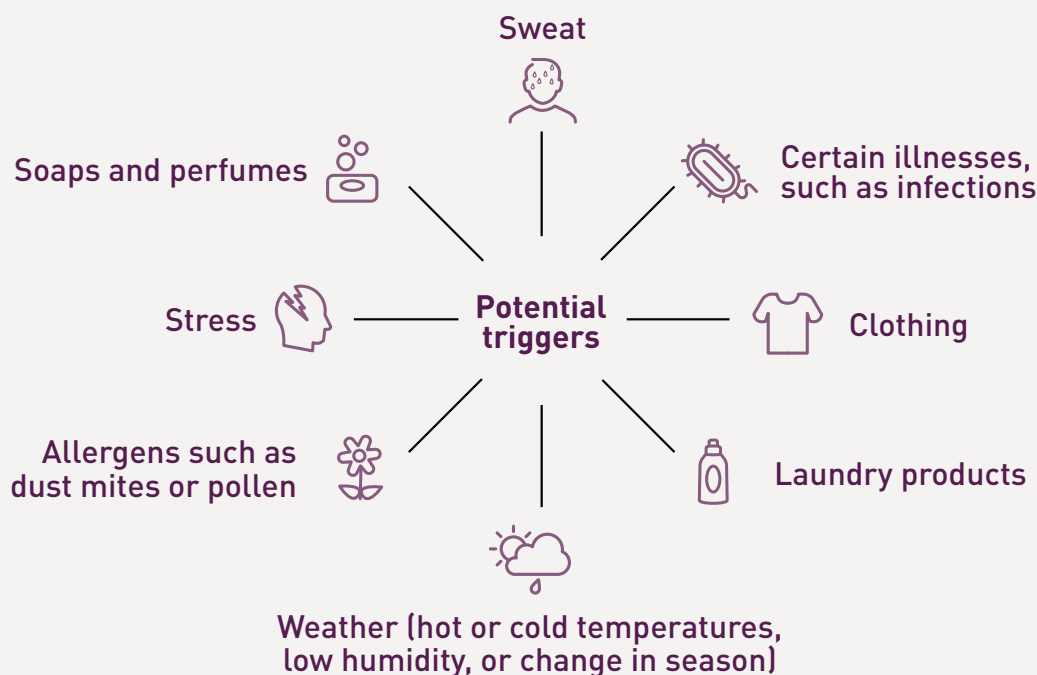 Sweat
Soaps and perfumes
Certain illnesses,
such as infections
Stress
Potential
triggers
Clothing
Allergens such as
dust mites or pollen
Laundry products
Weather (hot or cold temperatures,
low humidity, or change in season)